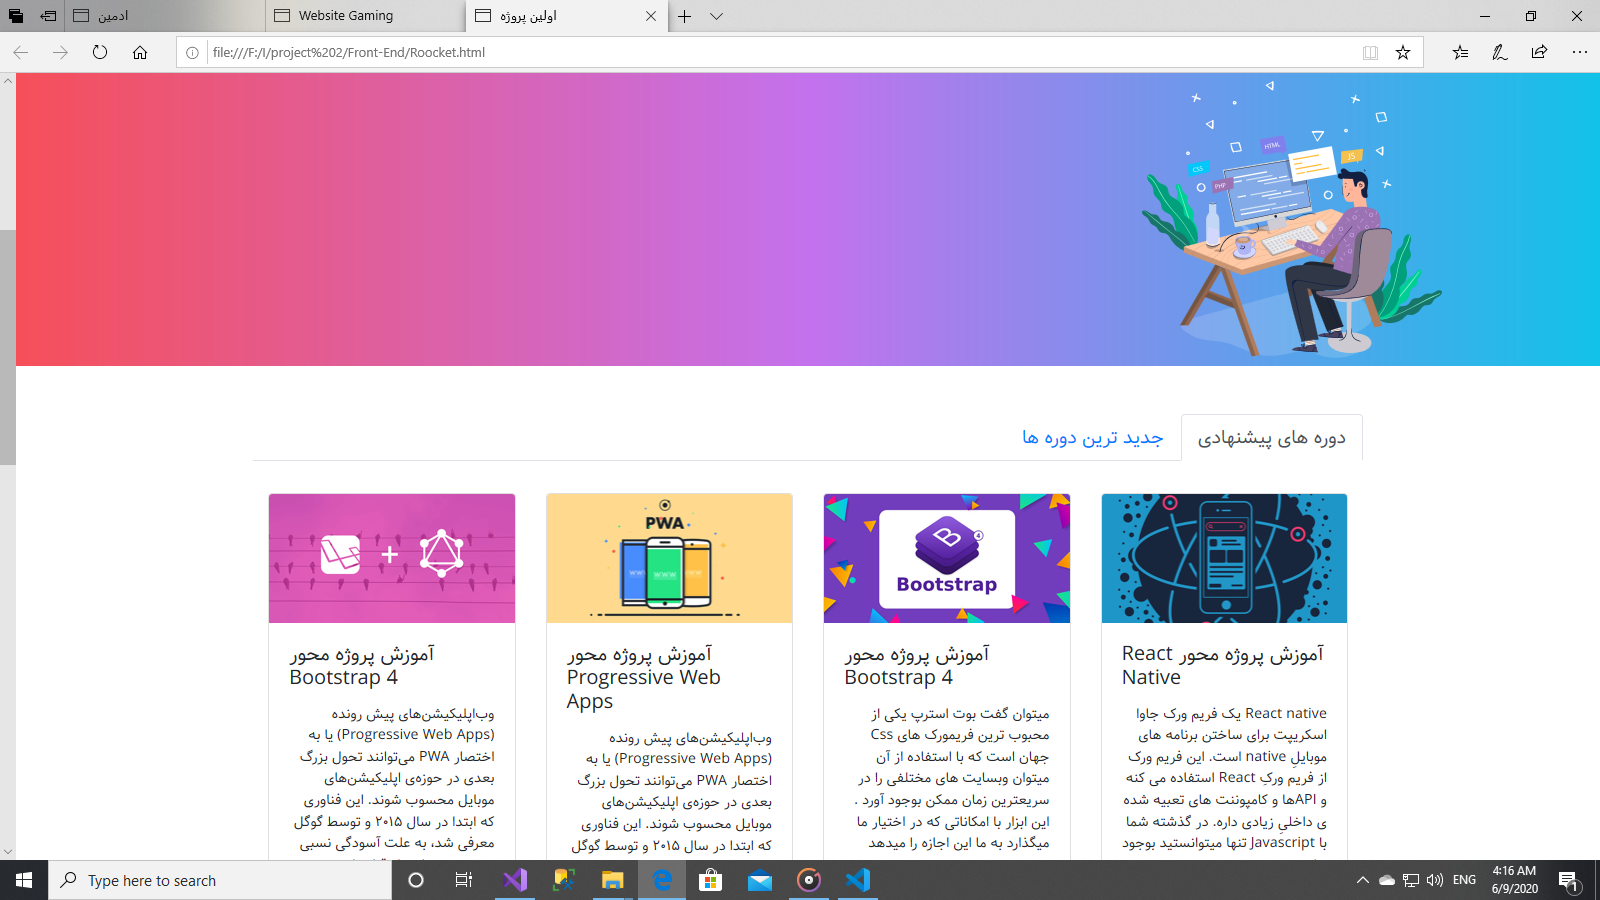 ادمین
Website Gaming
اولین پروژه
file:///F:/I/project%202/Front-End/Roocket.html
HTML
JS
CSS
PHP
دوره های پیشنهادی
جدید ترین دوره ها
Bootstrap
4
PWA
WWW
آموزش پروژه محور React
Native
React native یک فریم ورک جاوا
اسکریپت برای ساختن برنامه های
موبایلِ native است. این فریم ورک
از فریم ورکِ React استفاده می کنه
و APIها و کامپوننت های تعبیه شده
ی داخلیِ زیادی داره. در گذشته شما
با Javascript تنها میتوانستید بوجود
آموزش پروژه محور
Bootstrap 4
میتوان گفت بوت استرپ یکی از
محبوب ترین فریمورک های Css
جهان است که با استفاده از آن
میتوان وبسایت های مختلفی را در
سریعترین زمان ممکن بوجود آورد .
این ابزار با امکاناتی که در اختیار ما
میگذارد به ما این اجازه را میدهد
آموزش پروژه محور
Progressive Web
Apps
وب‌اپلیکیشن‌های پیش رونده
(Progressive Web Apps) یا به
اختصار PWA می‌توانند تحول بزرگ
بعدی در حوزه‌ی اپلیکیشن‌های
موبایل محسوب شوند. این فناوری
که ابتدا در سال ۲۰۱۵ و توسط گوگل
آموزش پروژه محور
Bootstrap 4
وب‌اپلیکیشن‌های پیش رونده
(Progressive Web Apps) یا به
اختصار PWA می‌توانند تحول بزرگ
بعدی در حوزه‌ی اپلیکیشن‌های
موبایل محسوب شوند. این فناوری
که ابتدا در سال ۲۰۱۵ و توسط گوگل
معرفی شد، به علت آسودگی نسبی
Type here to search
ENG
4:16 AM
6/9/2020
1